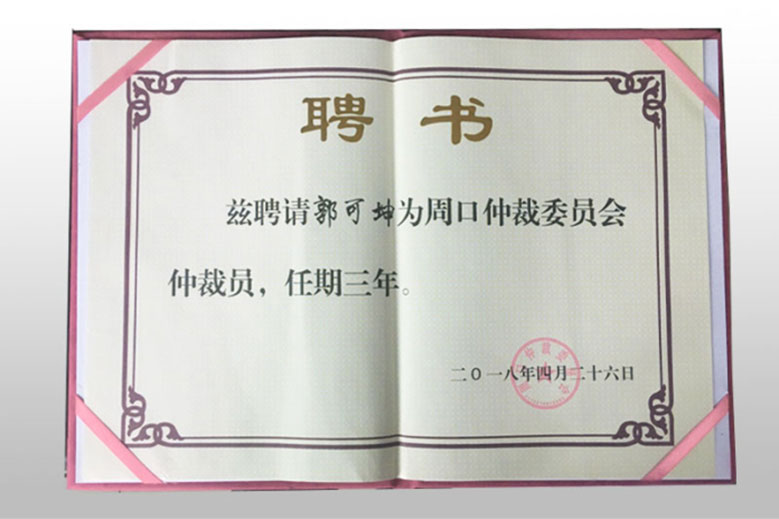 聘书
兹聘请郭可坤为周口仲裁委员会
仲裁员，任期三年。
二0一八年四月二十六日